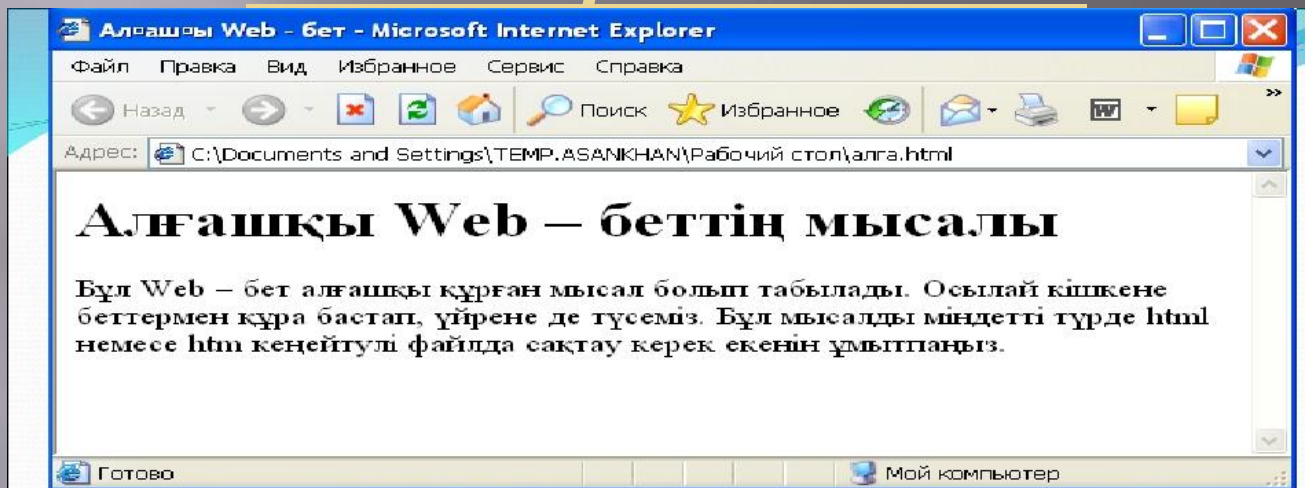 Ал¤аш¤ы Web - бет - Microsoft Internet Explorer
Файл Правка Вид Избранное Сервис Справка
Назад Поиск Избранное
Адрес: C:\Documents and Settings\TEMP.ASANKHAN\Рабочий стол\алга.html
Алғашқы Web – беттің мысалы
Бұл Web – бет алғашқы құрған мысал болып табылады. Осылай кішкене
беттермен құра бастап, үйрене де түсеміз. Бұл мысалды міндетті түрде html
немесе htm кеңейтулі файлда сақтау керек екенін ұмытпаңыз.
Готово Мой компьютер